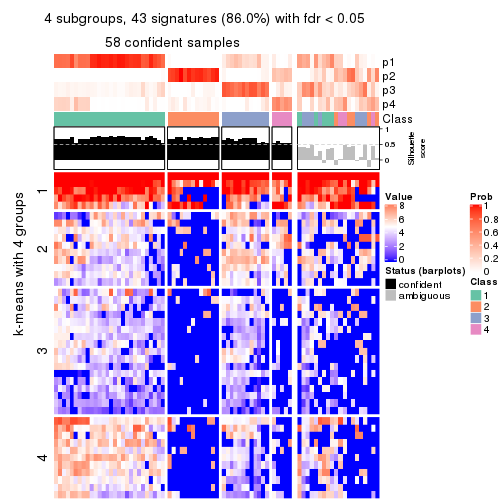 4 subgroups, 43 signatures (86.0%) with fdr < 0.05
58 confident samples
p1
p2
p3
p4
Class
1
0.5
0
Silhouette
score
k-means with 4 groups
1
2
3
4
Value
8
6
4
2
0
Status (barplots)
confident
ambiguous
Prob
1
0.8
0.6
0.4
0.2
0
Class
1
2
3
4